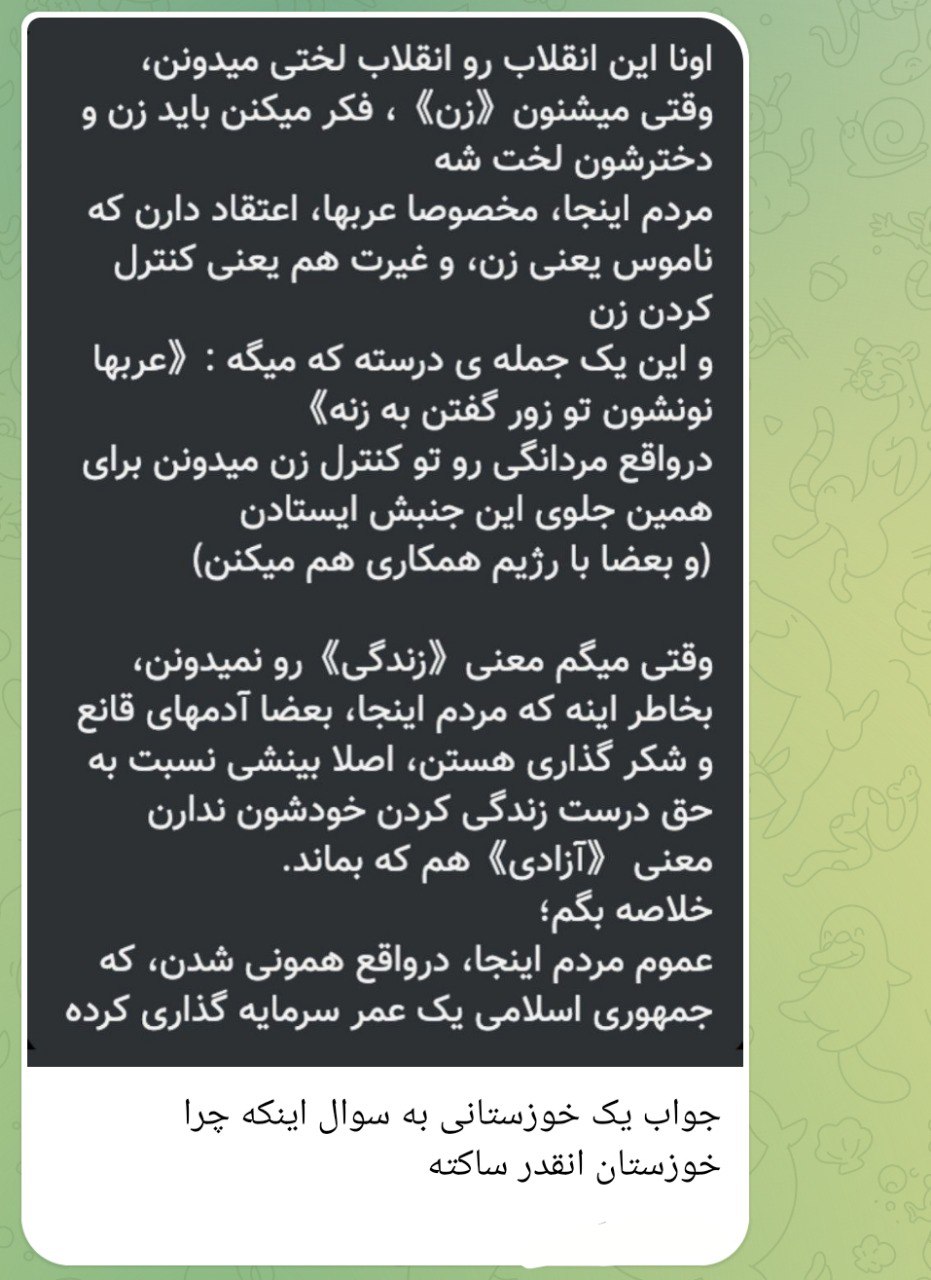 اونا این انقلاب رو انقلاب لختی میدونن،
وقتی میشنون 《زن》 ، فکر میکنن باید زن و
دخترشون لخت شه
مردم اینجا، مخصوصا عربها، اعتقاد دارن که
ناموس یعنی زن، و غیرت هم یعنی کنترل
کردن زن
و این یک جمله ی درسته که میگه : 《عربها
نونشون تو زور گفتن به زنه》
درواقع مردانگی رو تو کنترل زن میدونن برای
همین جلوی این جنبش ایستادن
(و بعضا با رژیم همکاری هم میکنن)
وقتی میگم معنی 《زندگی》 رو نمیدونن،
بخاطر اینه که مردم اینجا، بعضا آدمهای قانع
و شکر گذاری هستن، اصلا بینشی نسبت به
حق درست زندگی کردن خودشون ندارن
معنی 《آزادی》 هم که بماند.
خلاصه بگم؛
عموم مردم اینجا، درواقع همونی شدن، که
جمهوری اسلامی یک عمر سرمایه گذاری کرده
جواب یک خوزستانی به سوال اینکه چرا
خوزستان انقدر ساکته